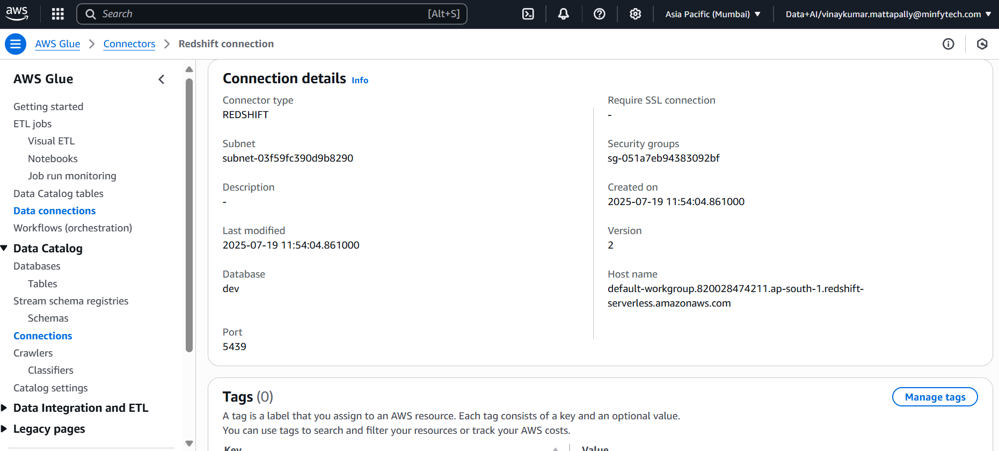 aws
Search
[Alt+S]
Asia Pacific (Mumbai)
Data+AI/vinaykumar.mattapally@minfytech.com
AWS Glue
Connectors
Redshift connection
AWS Glue
Getting started
ETL jobs
Visual ETL
Notebooks
Job run monitoring
Data Catalog tables
Data connections
Workflows (orchestration)
Data Catalog
Databases
Tables
Stream schema registries
Schemas
Connections
Crawlers
Classifiers
Catalog settings
Data Integration and ETL
Legacy pages
Connection details Info
Connector type
REDSHIFT
Require SSL connection
-
Subnet
subnet-03f59fc390d9b8290
Security groups
sg-051a7eb94383092bf
Description
-
Created on
2025-07-19 11:54:04.861000
Last modified
2025-07-19 11:54:04.861000
Version
2
Database
dev
Host name
default-workgroup.820028474211.ap-south-1.redshift-
serverless.amazonaws.com
Port
5439
Tags (0)
Manage tags
A tag is a label that you assign to an AWS resource. Each tag consists of a key and an optional value.
You can use tags to search and filter your resources or track your AWS costs.
Key
Value